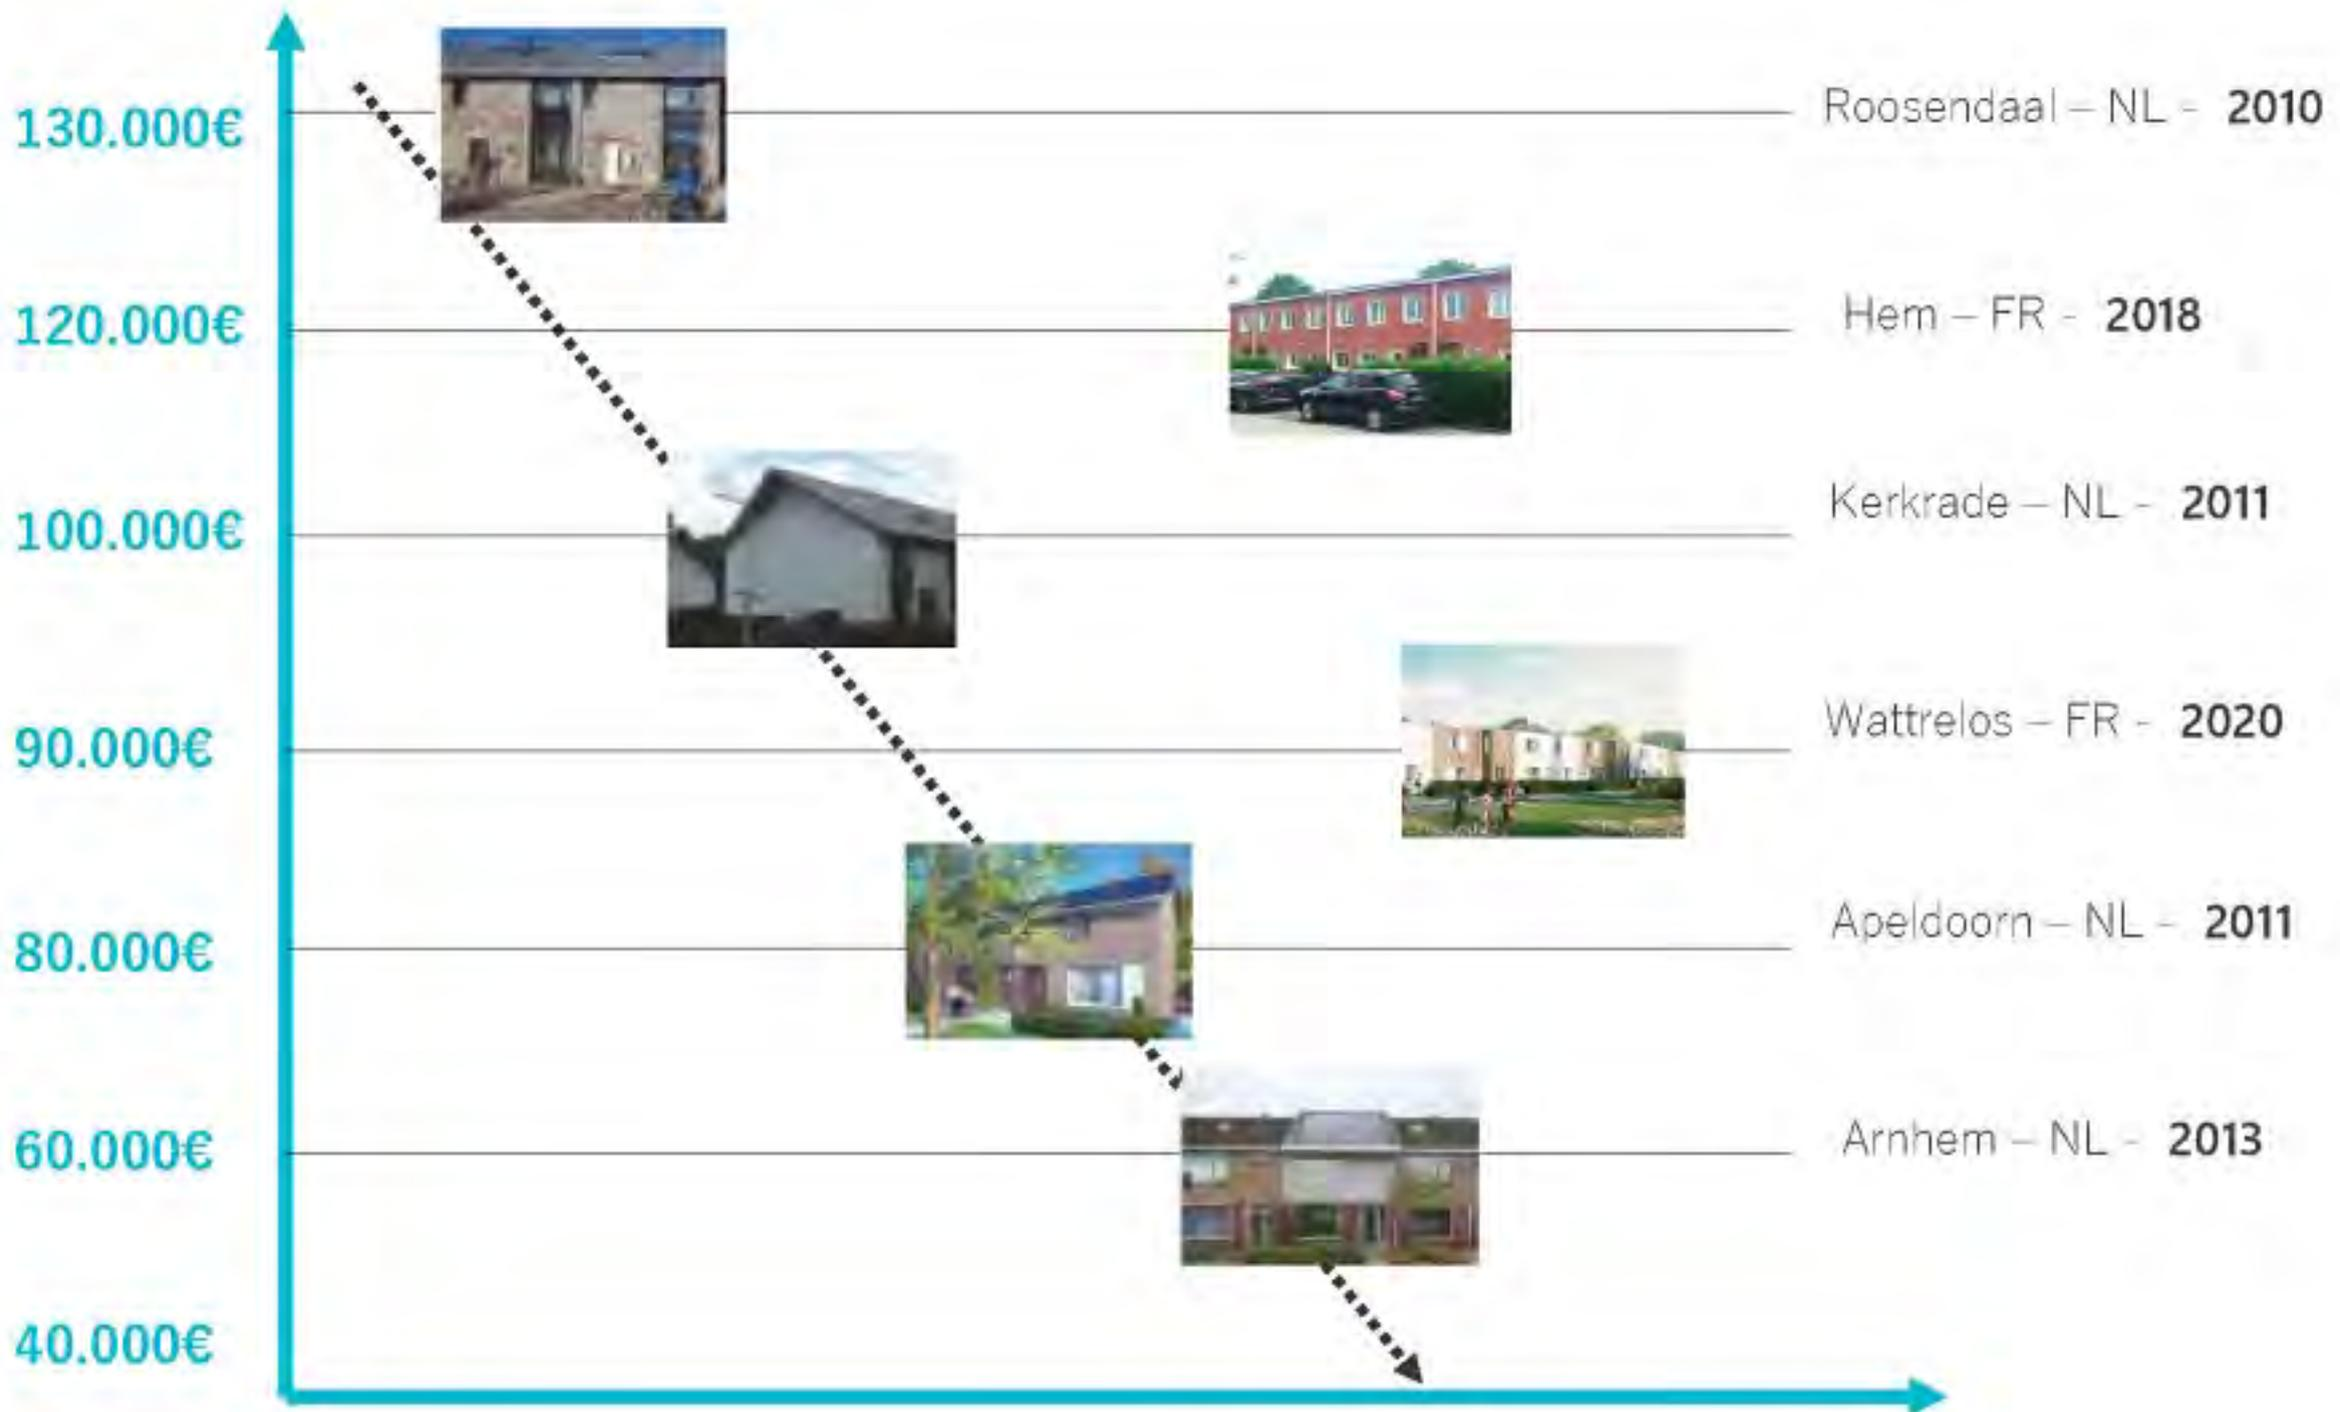 130.000€ Roosendaal – NL - 2010
120.000€ Hem – FR - 2018
100.000€ Kerkrade – NL - 2011
90.000€ Wattrelos – FR - 2020
80.000€ Apeldoorn – NL - 2011
60.000€ Arnhem – NL - 2013
40.000€